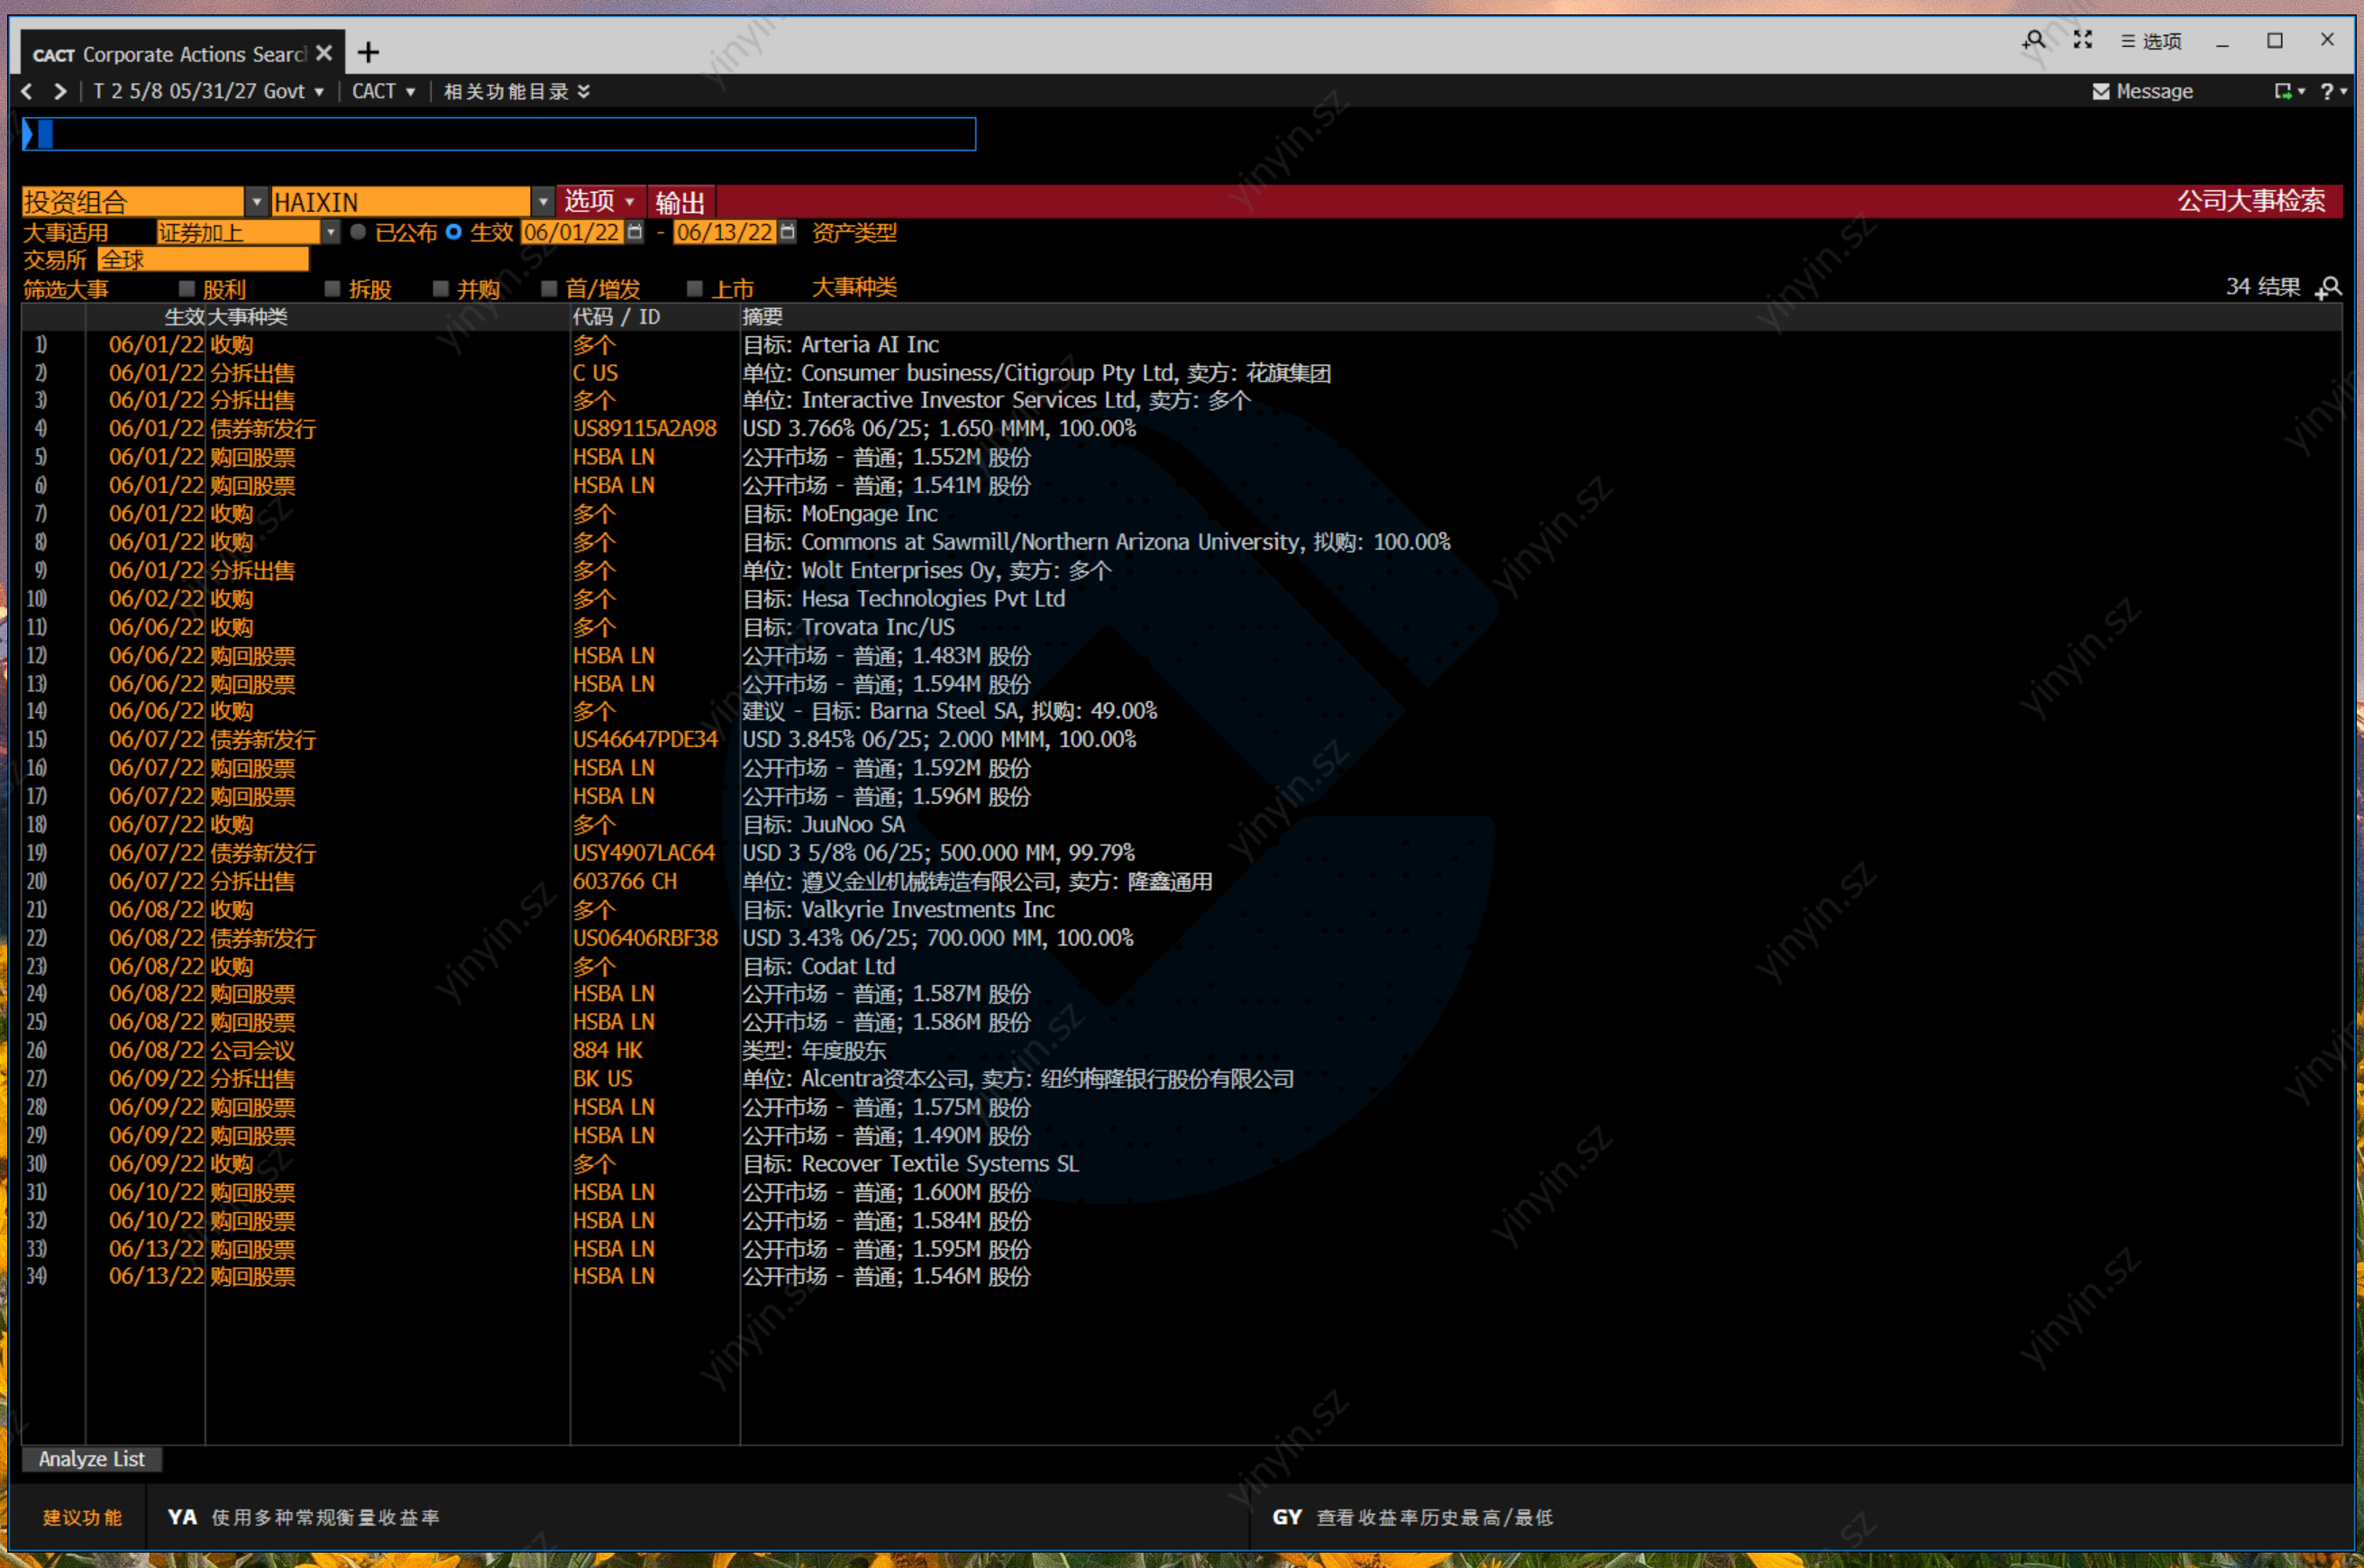 CACT Corporate Actions Searc
选项
T 2 5/8 05/31/27 Govt CACT 相关功能目录 Message ?
投资组合 HAIXIN 选项 输出 公司大事检索
大事适用 证券加上 已公布 生效 06/01/22 - 06/13/22 资产类型
交易所 全球
筛选大事 股利 拆股 并购 首/增发 上市 大事种类 34 结果
生效 大事种类 代码 / ID 摘要
1) 06/01/22 收购 多个 目标: Arteria AI Inc
2) 06/01/22 分拆出售 C US 单位: Consumer business/Citigroup Pty Ltd, 卖方: 花旗集团
3) 06/01/22 分拆出售 多个 单位: Interactive Investor Services Ltd, 卖方: 多个
4) 06/01/22 债券新发行 US89115A2A98 USD 3.766% 06/25; 1.650 MMM, 100.00%
5) 06/01/22 购回股票 HSBA LN 公开市场 - 普通; 1.552M 股份
6) 06/01/22 购回股票 HSBA LN 公开市场 - 普通; 1.541M 股份
7) 06/01/22 收购 多个 目标: MoEngage Inc
8) 06/01/22 收购 多个 目标: Commons at Sawmill/Northern Arizona University, 拟购: 100.00%
9) 06/01/22 分拆出售 多个 单位: Wolt Enterprises Oy, 卖方: 多个
10) 06/02/22 收购 多个 目标: Hesa Technologies Pvt Ltd
11) 06/06/22 收购 多个 目标: Trovata Inc/US
12) 06/06/22 购回股票 HSBA LN 公开市场 - 普通; 1.483M 股份
13) 06/06/22 购回股票 HSBA LN 公开市场 - 普通; 1.594M 股份
14) 06/06/22 收购 多个 建议 - 目标: Barna Steel SA, 拟购: 49.00%
15) 06/07/22 债券新发行 US46647PDE34 USD 3.845% 06/25; 2.000 MMM, 100.00%
16) 06/07/22 购回股票 HSBA LN 公开市场 - 普通; 1.592M 股份
17) 06/07/22 购回股票 HSBA LN 公开市场 - 普通; 1.596M 股份
18) 06/07/22 收购 多个 目标: JuuNoo SA
19) 06/07/22 债券新发行 USY4907LAC64 USD 3 5/8% 06/25; 500.000 MM, 99.79%
20) 06/07/22 分拆出售 603766 CH 单位: 遵义金业机械铸造有限公司, 卖方: 隆鑫通用
21) 06/08/22 收购 多个 目标: Valkyrie Investments Inc
22) 06/08/22 债券新发行 US06406RBF38 USD 3.43% 06/25; 700.000 MM, 100.00%
23) 06/08/22 收购 多个 目标: Codat Ltd
24) 06/08/22 购回股票 HSBA LN 公开市场 - 普通; 1.587M 股份
25) 06/08/22 购回股票 HSBA LN 公开市场 - 普通; 1.586M 股份
26) 06/08/22 公司会议 884 HK 类型: 年度股东
27) 06/09/22 分拆出售 BK US 单位: Alcentra资本公司, 卖方: 纽约梅隆银行股份有限公司
28) 06/09/22 购回股票 HSBA LN 公开市场 - 普通; 1.575M 股份
29) 06/09/22 购回股票 HSBA LN 公开市场 - 普通; 1.490M 股份
30) 06/09/22 收购 多个 目标: Recover Textile Systems SL
31) 06/10/22 购回股票 HSBA LN 公开市场 - 普通; 1.600M 股份
32) 06/10/22 购回股票 HSBA LN 公开市场 - 普通; 1.584M 股份
33) 06/13/22 购回股票 HSBA LN 公开市场 - 普通; 1.595M 股份
34) 06/13/22 购回股票 HSBA LN 公开市场 - 普通; 1.546M 股份
Analyze List
建议功能 YA 使用多种常规衡量收益率 GY 查看收益率历史最高/最低
yinyin.sz